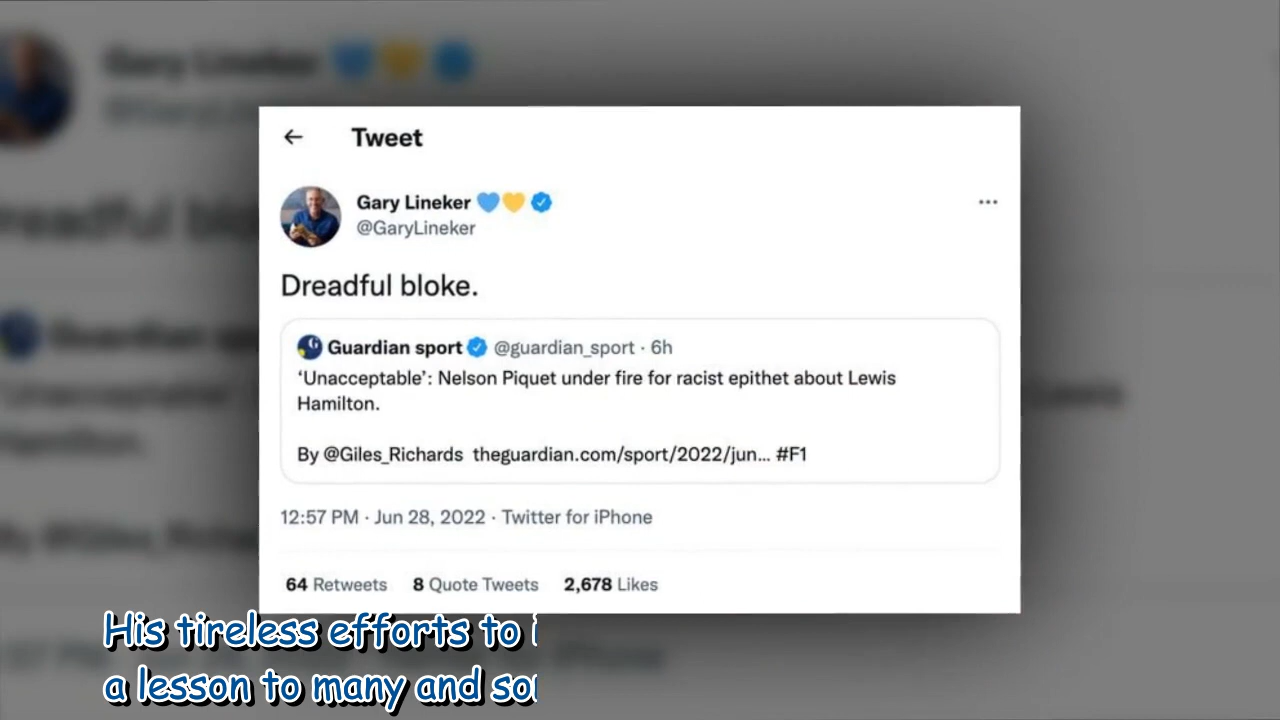 Tweet
Gary Lineker 💙💛
@GaryLineker
Dreadful bloke.
Guardian sport @guardian_sport · 6h
‘Unacceptable’: Nelson Piquet under fire for racist epithet about Lewis
Hamilton.
By @Giles_Richards theguardian.com/sport/2022/jun... #F1
12:57 PM · Jun 28, 2022 · Twitter for iPhone
64 Retweets 8 Quote Tweets 2,678 Likes
His tireless efforts to
a lesson to many and